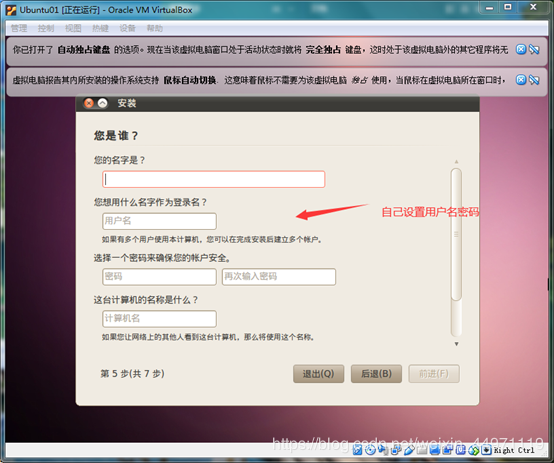 Ubuntu01 [正在运行] - Oracle VM VirtualBox
管理 控制 视图 热键 设备 帮助
你已打开了 自动独占键盘 的选项。现在当该虚拟电脑窗口处于活动状态时就将 完全独占 键盘，这时处于该虚拟电脑外的其它程序将无
虚拟电脑报告其内所安装的操作系统支持 鼠标自动切换。这意味着鼠标不需要为该虚拟电脑 独占 使用，当鼠标在虚拟电脑所在窗口时，
安装
您是谁？
您的名字是？
您想用什么名字作为登录名？
用户名
自己设置用户名密码
如果有多个用户使用本计算机，您可以在完成安装后建立多个帐户。
选择一个密码来确保您的帐户安全。
密码 再次输入密码
这台计算机的名称是什么？
计算机名
如果您让网络上的其他人看到这台计算机，那么将使用这个名称。
第 5 步(共 7 步) 退出(Q) 后退(B) 前进(F)
https://blog.csdn.net/weixin_44971119
Right Ctrl